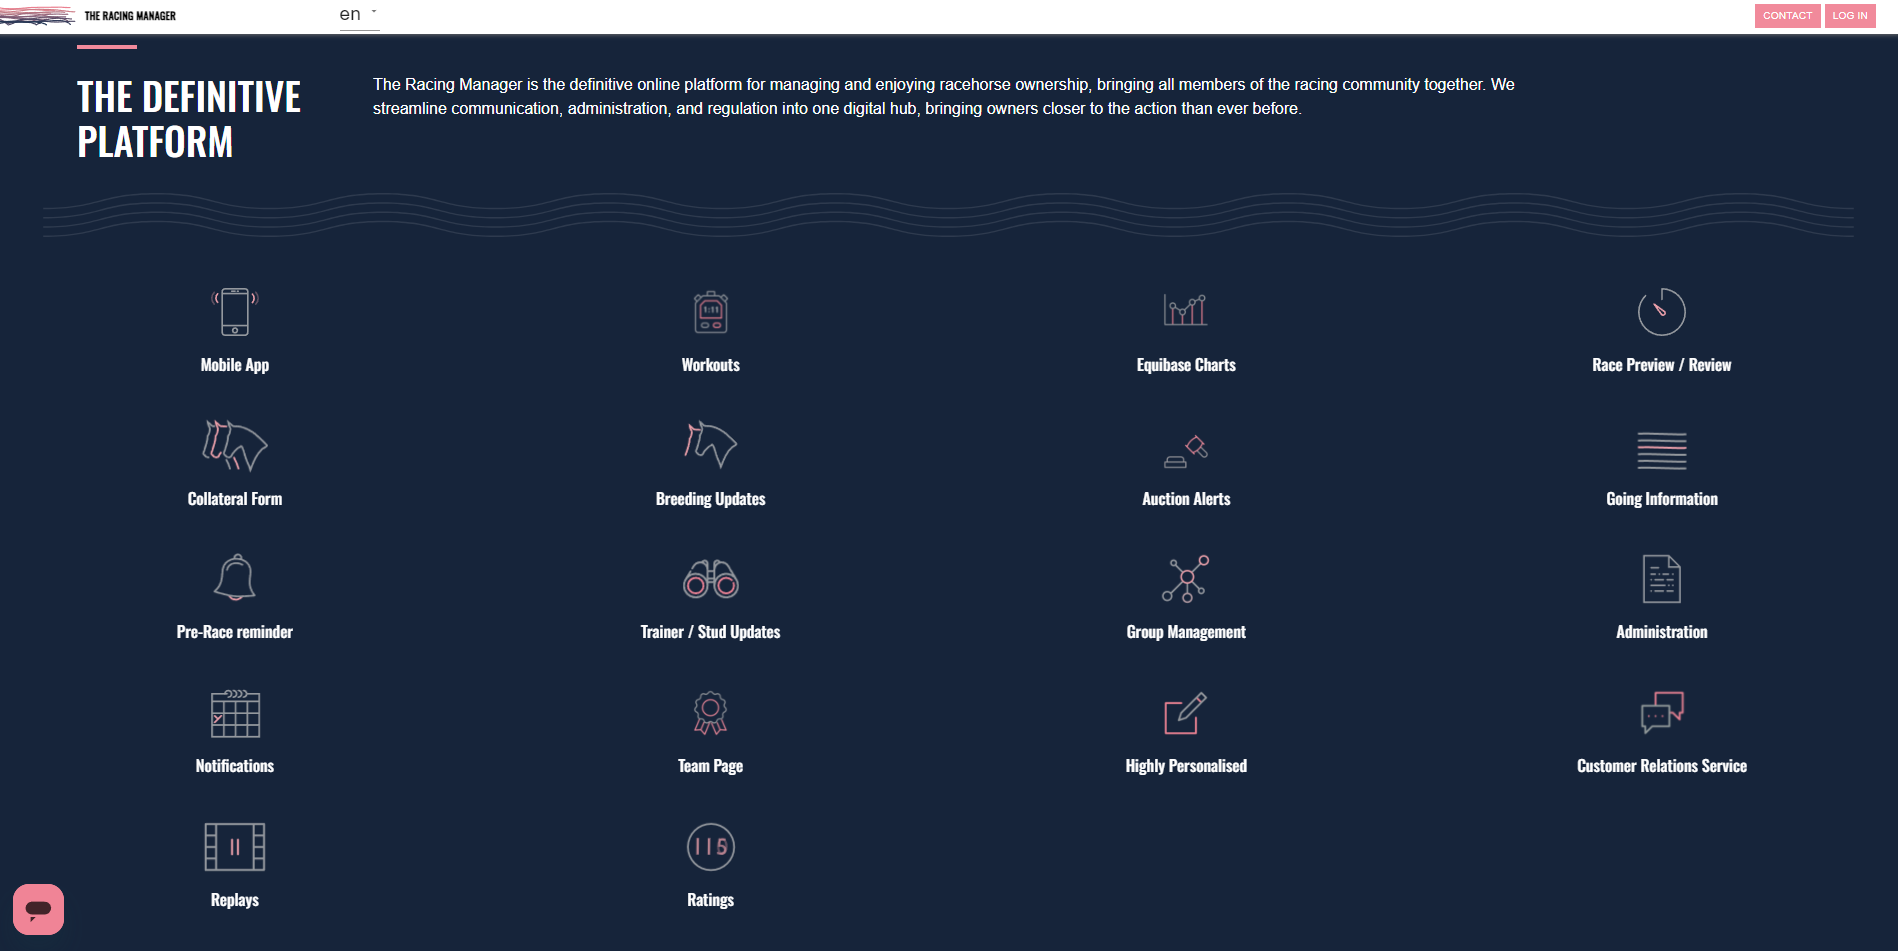 THE RACING MANAGER
en
CONTACT
LOG IN
THE DEFINITIVE
PLATFORM
The Racing Manager is the definitive online platform for managing and enjoying racehorse ownership, bringing all members of the racing community together. We
streamline communication, administration, and regulation into one digital hub, bringing owners closer to the action than ever before.
1:11
Mobile App
Workouts
Equibase Charts
Race Preview / Review
Collateral Form
Breeding Updates
Auction Alerts
Going Information
Pre-Race reminder
Trainer / Stud Updates
Group Management
Administration
Notifications
Team Page
Highly Personalised
Customer Relations Service
115
Replays
Ratings